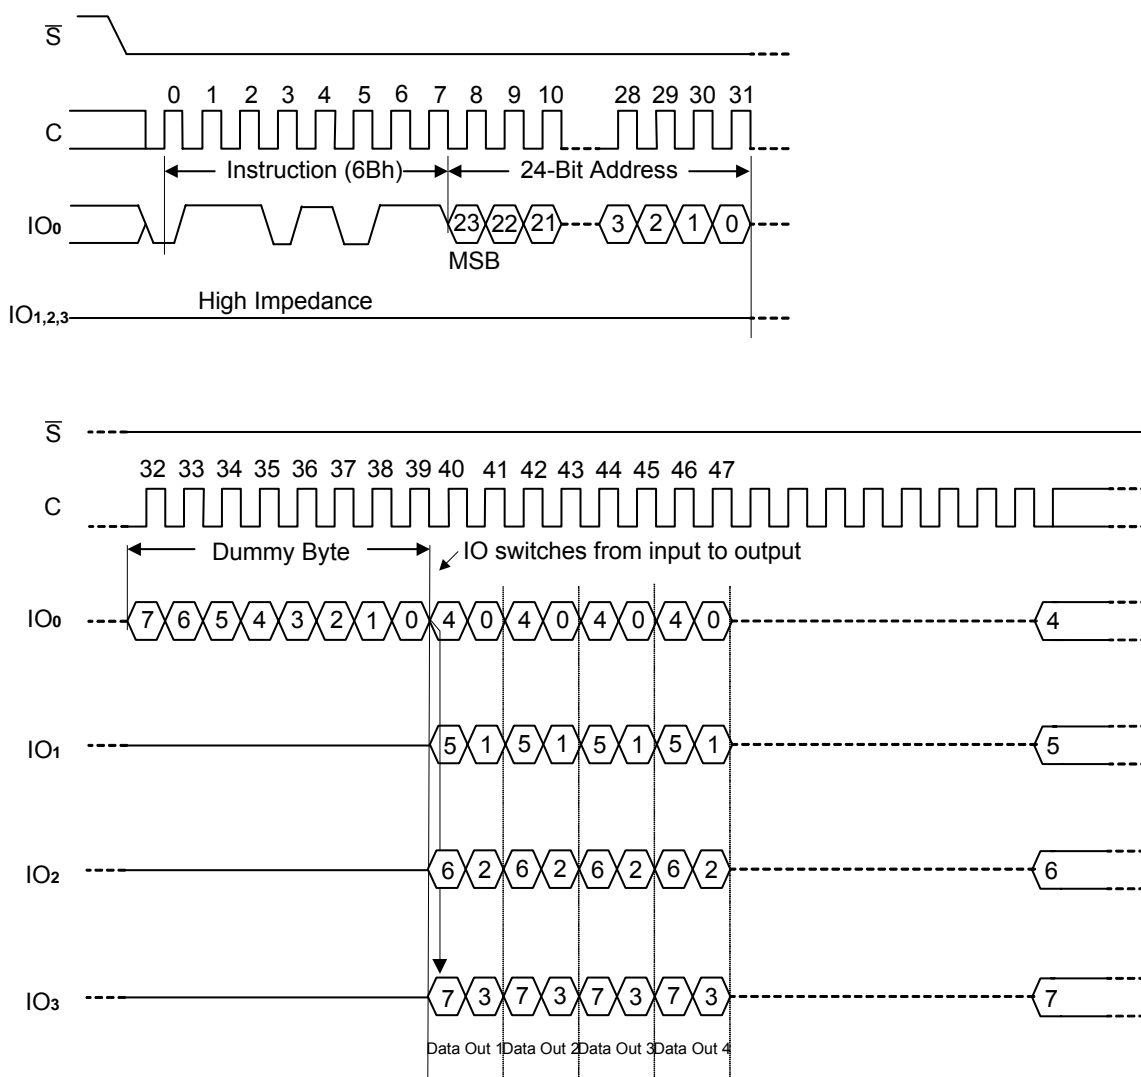 S
0 1 2 3 4 5 6 7 8 9 10 28 29 30 31
C
Instruction (6Bh) 24-Bit Address
IO0 23 22 21 3 2 1 0
MSB
High Impedance
IO1,2,3
S
32 33 34 35 36 37 38 39 40 41 42 43 44 45 46 47
C
Dummy Byte IO switches from input to output
IO0 7 6 5 4 3 2 1 0 4 0 4 0 4 0 4 0 4
IO1 5 1 5 1 5 1 5 1 5
IO2 6 2 6 2 6 2 6 2 6
IO3 7 3 7 3 7 3 7 3 7
Data Out 1 Data Out 2 Data Out 3 Data Out 4